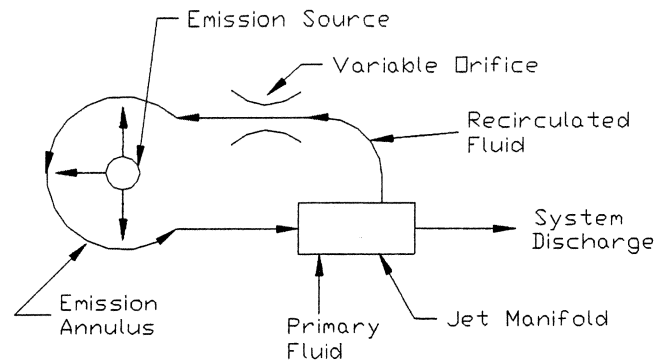 Emission Source
Variable Orifice
Recirculated
Fluid
System
Discharge
Emission
Annulus
Primary
Fluid
Jet Manifold